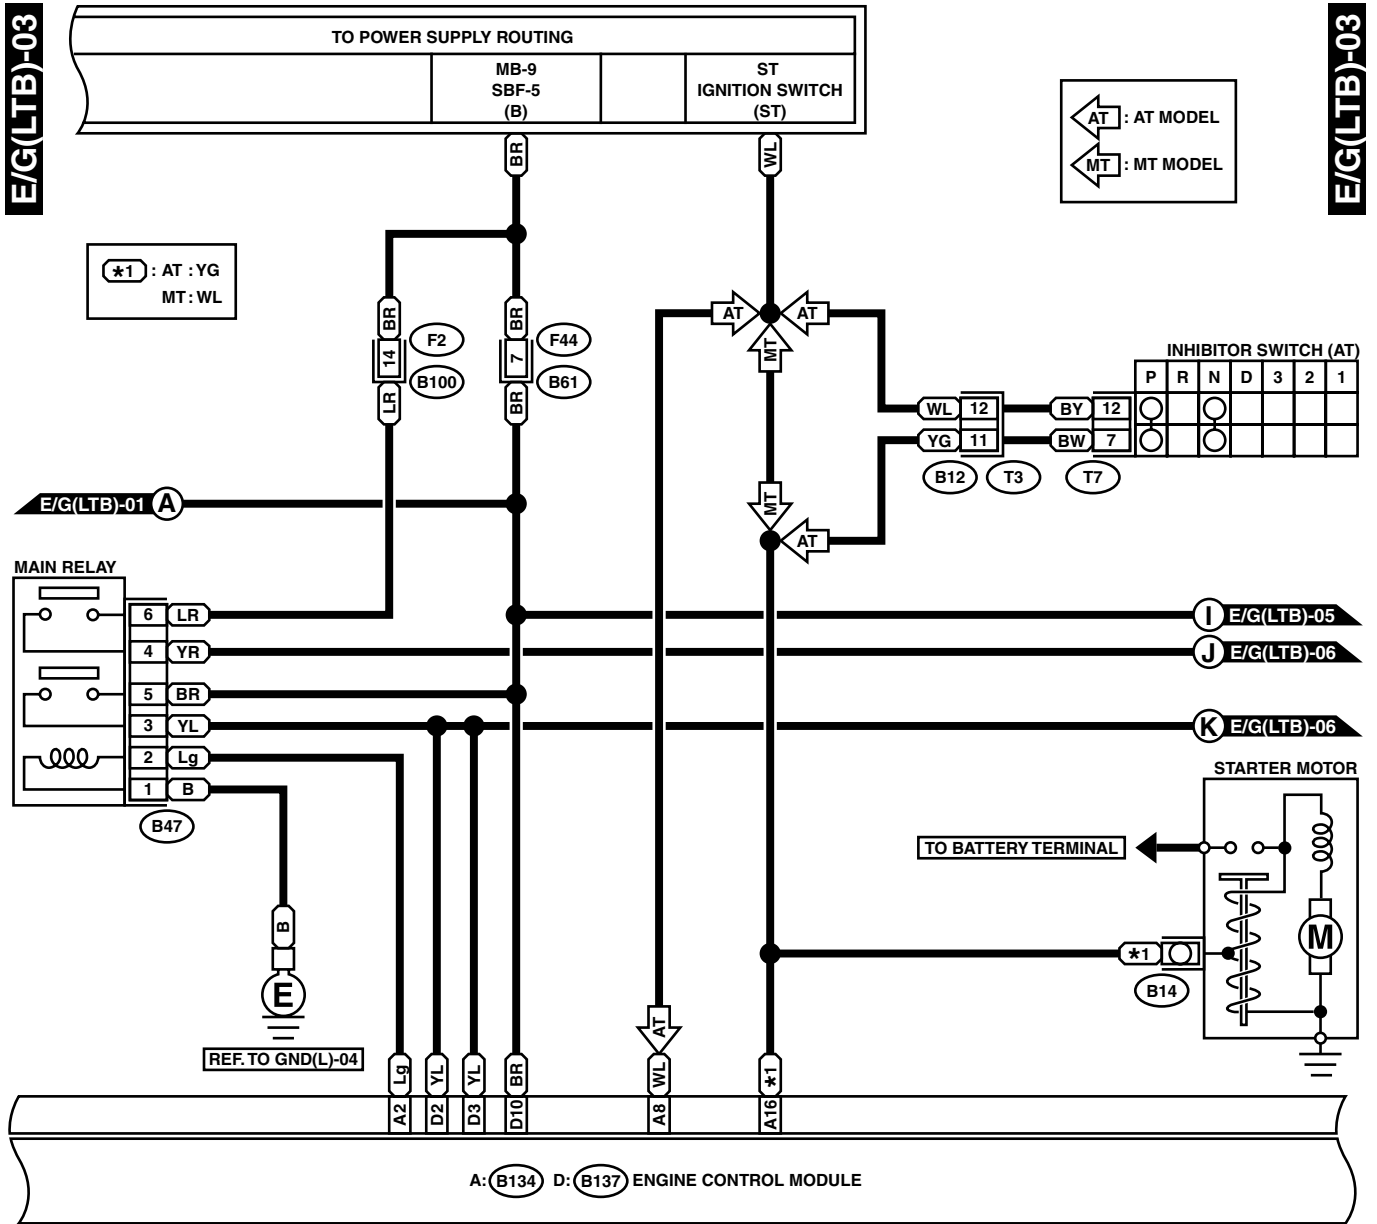 E/G(LTB)-03
E/G(LTB)-03
TO POWER SUPPLY ROUTING
MB-9
SBF-5
(B)
ST
IGNITION SWITCH
(ST)
AT : AT MODEL
MT : MT MODEL
BR
WL
*1 : AT : YG
MT : WL
BR
BR
14
7
F2
F44
B100
B61
LR
BR
AT
AT
MT
INHIBITOR SWITCH (AT)
P R N D 3 2 1
WL 12
BY 12
YG 11
BW 7
B12
T3
T7
E/G(LTB)-01 A
MT
AT
MAIN RELAY
6 LR
4 YR
5 BR
3 YL
2 Lg
1 B
B47
I E/G(LTB)-05
J E/G(LTB)-06
K E/G(LTB)-06
STARTER MOTOR
TO BATTERY TERMINAL
M
*1
B14
B
E
REF. TO GND(L)-04
AT
Lg
YL
YL
BR
WL
*1
A2
D2
D3
D10
A8
A16
A: B134 D: B137 ENGINE CONTROL MODULE